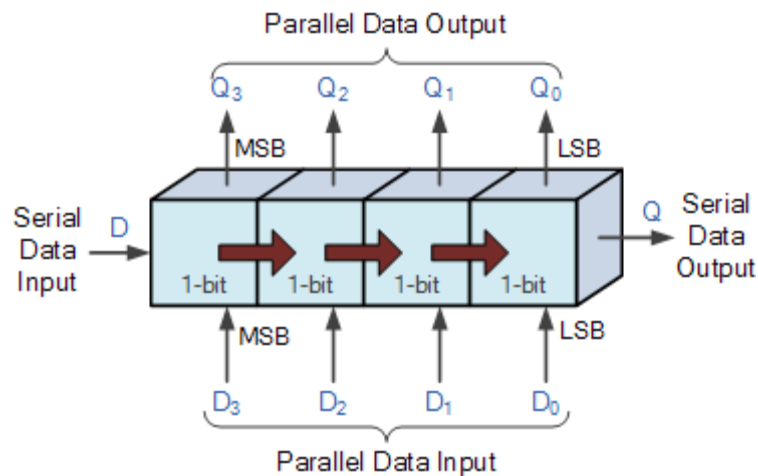 Parallel Data Output
Q₃ Q₂ Q₁ Q₀
MSB LSB
Serial Data Input D
Q Serial Data Output
1-bit 1-bit 1-bit 1-bit
MSB LSB
D₃ D₂ D₁ D₀
Parallel Data Input